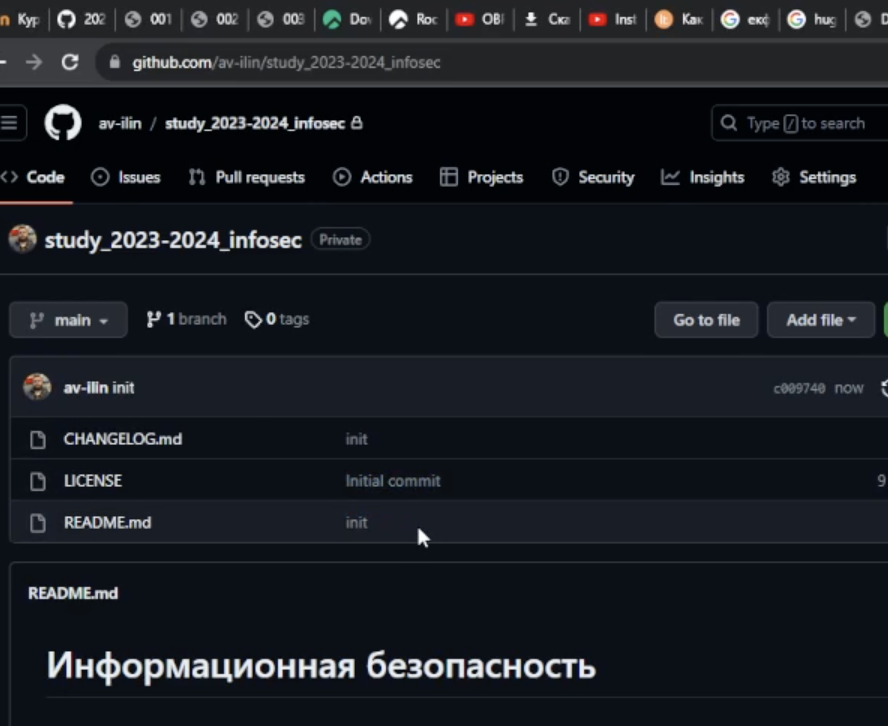 Кур 202 001 002 003 Do Roc Ска Inst Как екф hug
github.com/av-ilin/study_2023-2024_infosec
av-ilin / study_2023-2024_infosec Type / to search
<> Code Issues Pull requests Actions Projects Security Insights Settings
study_2023-2024_infosec Private
main 1 branch 0 tags Go to file Add file
av-ilin init c009740 now
CHANGELOG.md init
LICENSE Initial commit 9
README.md init
README.md
Информационная безопасность